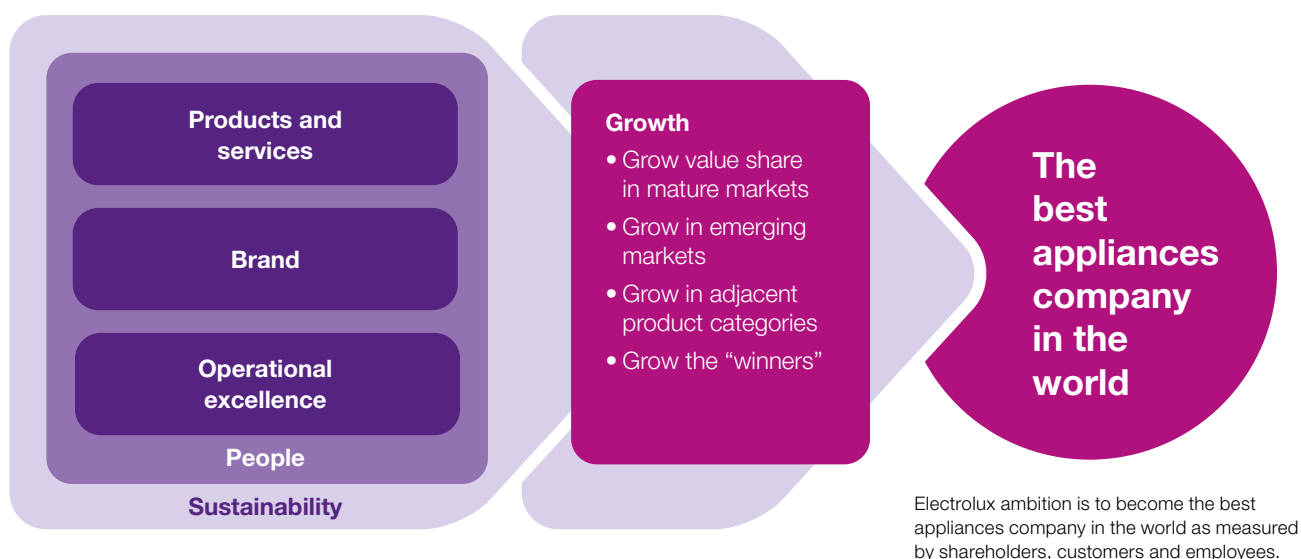 Products and
services
Brand
Operational
excellence
People
Sustainability
Growth
• Grow value share
in mature markets
• Grow in emerging
markets
• Grow in adjacent
product categories
• Grow the “winners”
The
best
appliances
company
in the
world
Electrolux ambition is to become the best
appliances company in the world as measured
by shareholders, customers and employees.